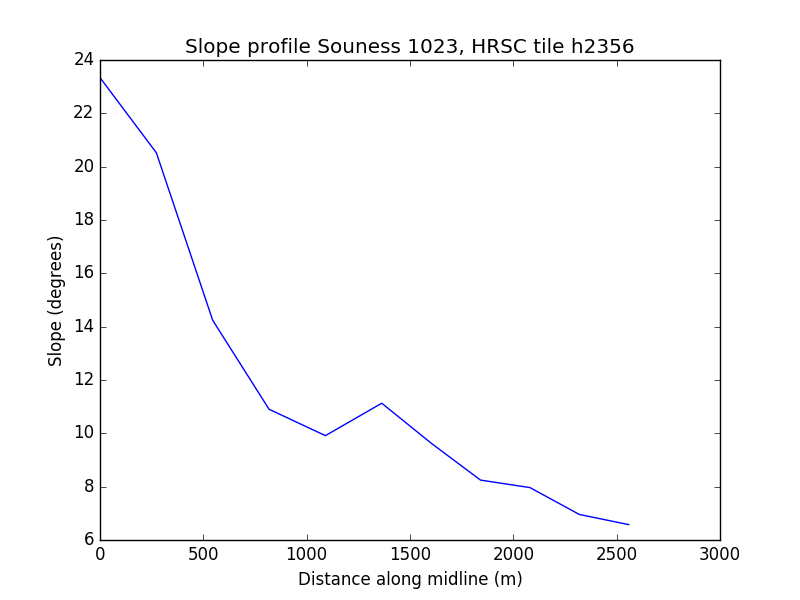 Slope profile Souness 1023, HRSC tile h2356
24
22
20
18
16
14
12
10
8
6
Slope (degrees)
0 500 1000 1500 2000 2500 3000
Distance along midline (m)